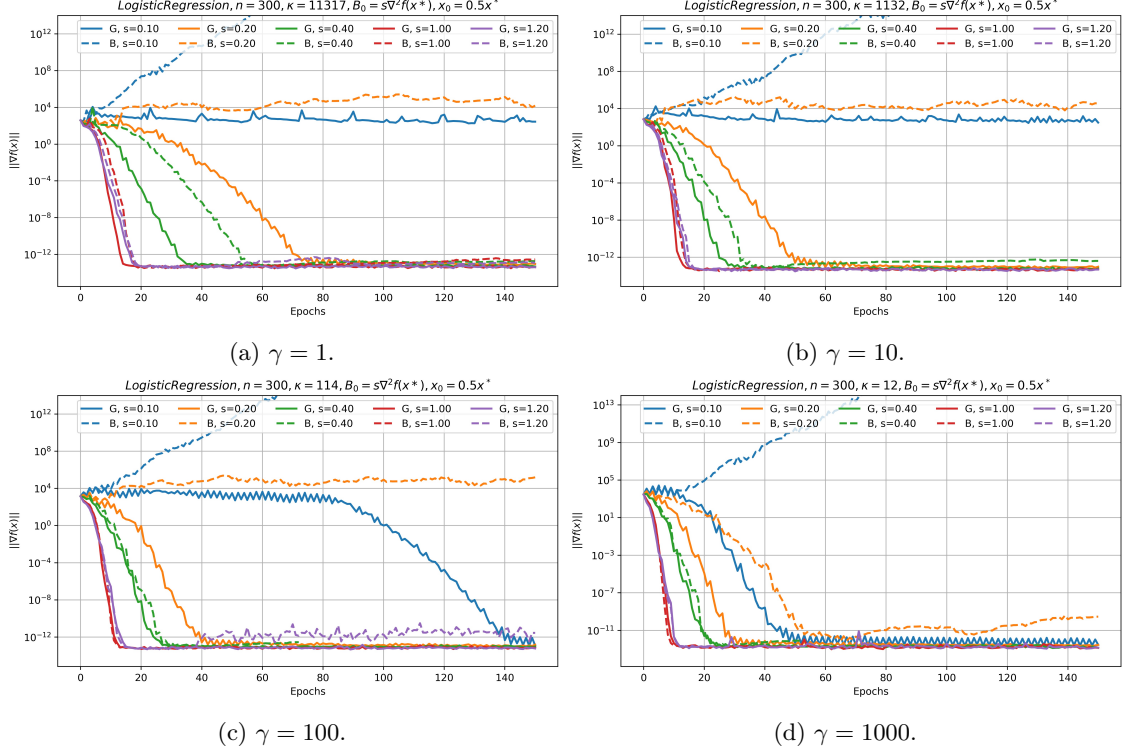 LogisticRegression, n = 300, κ = 11317, B₀ = s∇²f(x*), x₀ = 0.5x*
10¹²
10⁸
10⁴
10⁰
10⁻⁴
10⁻⁸
10⁻¹²
||∇f(x)||
G, s=0.10 G, s=0.20 G, s=0.40 G, s=1.00 G, s=1.20
B, s=0.10 B, s=0.20 B, s=0.40 B, s=1.00 B, s=1.20
0 20 40 60 80 100 120 140
Epochs
(a) γ = 1.
LogisticRegression, n = 300, κ = 1132, B₀ = s∇²f(x*), x₀ = 0.5x*
10¹²
10⁸
10⁴
10⁰
10⁻⁴
10⁻⁸
10⁻¹²
||∇f(x)||
G, s=0.10 G, s=0.20 G, s=0.40 G, s=1.00 G, s=1.20
B, s=0.10 B, s=0.20 B, s=0.40 B, s=1.00 B, s=1.20
0 20 40 60 80 100 120 140
Epochs
(b) γ = 10.
LogisticRegression, n = 300, κ = 114, B₀ = s∇²f(x*), x₀ = 0.5x*
10¹²
10⁸
10⁴
10⁰
10⁻⁴
10⁻⁸
10⁻¹²
||∇f(x)||
G, s=0.10 G, s=0.20 G, s=0.40 G, s=1.00 G, s=1.20
B, s=0.10 B, s=0.20 B, s=0.40 B, s=1.00 B, s=1.20
0 20 40 60 80 100 120 140
Epochs
(c) γ = 100.
LogisticRegression, n = 300, κ = 12, B₀ = s∇²f(x*), x₀ = 0.5x*
10¹³
10⁹
10⁵
10¹
10⁻³
10⁻⁷
10⁻¹¹
||∇f(x)||
G, s=0.10 G, s=0.20 G, s=0.40 G, s=1.00 G, s=1.20
B, s=0.10 B, s=0.20 B, s=0.40 B, s=1.00 B, s=1.20
0 20 40 60 80 100 120 140
Epochs
(d) γ = 1000.